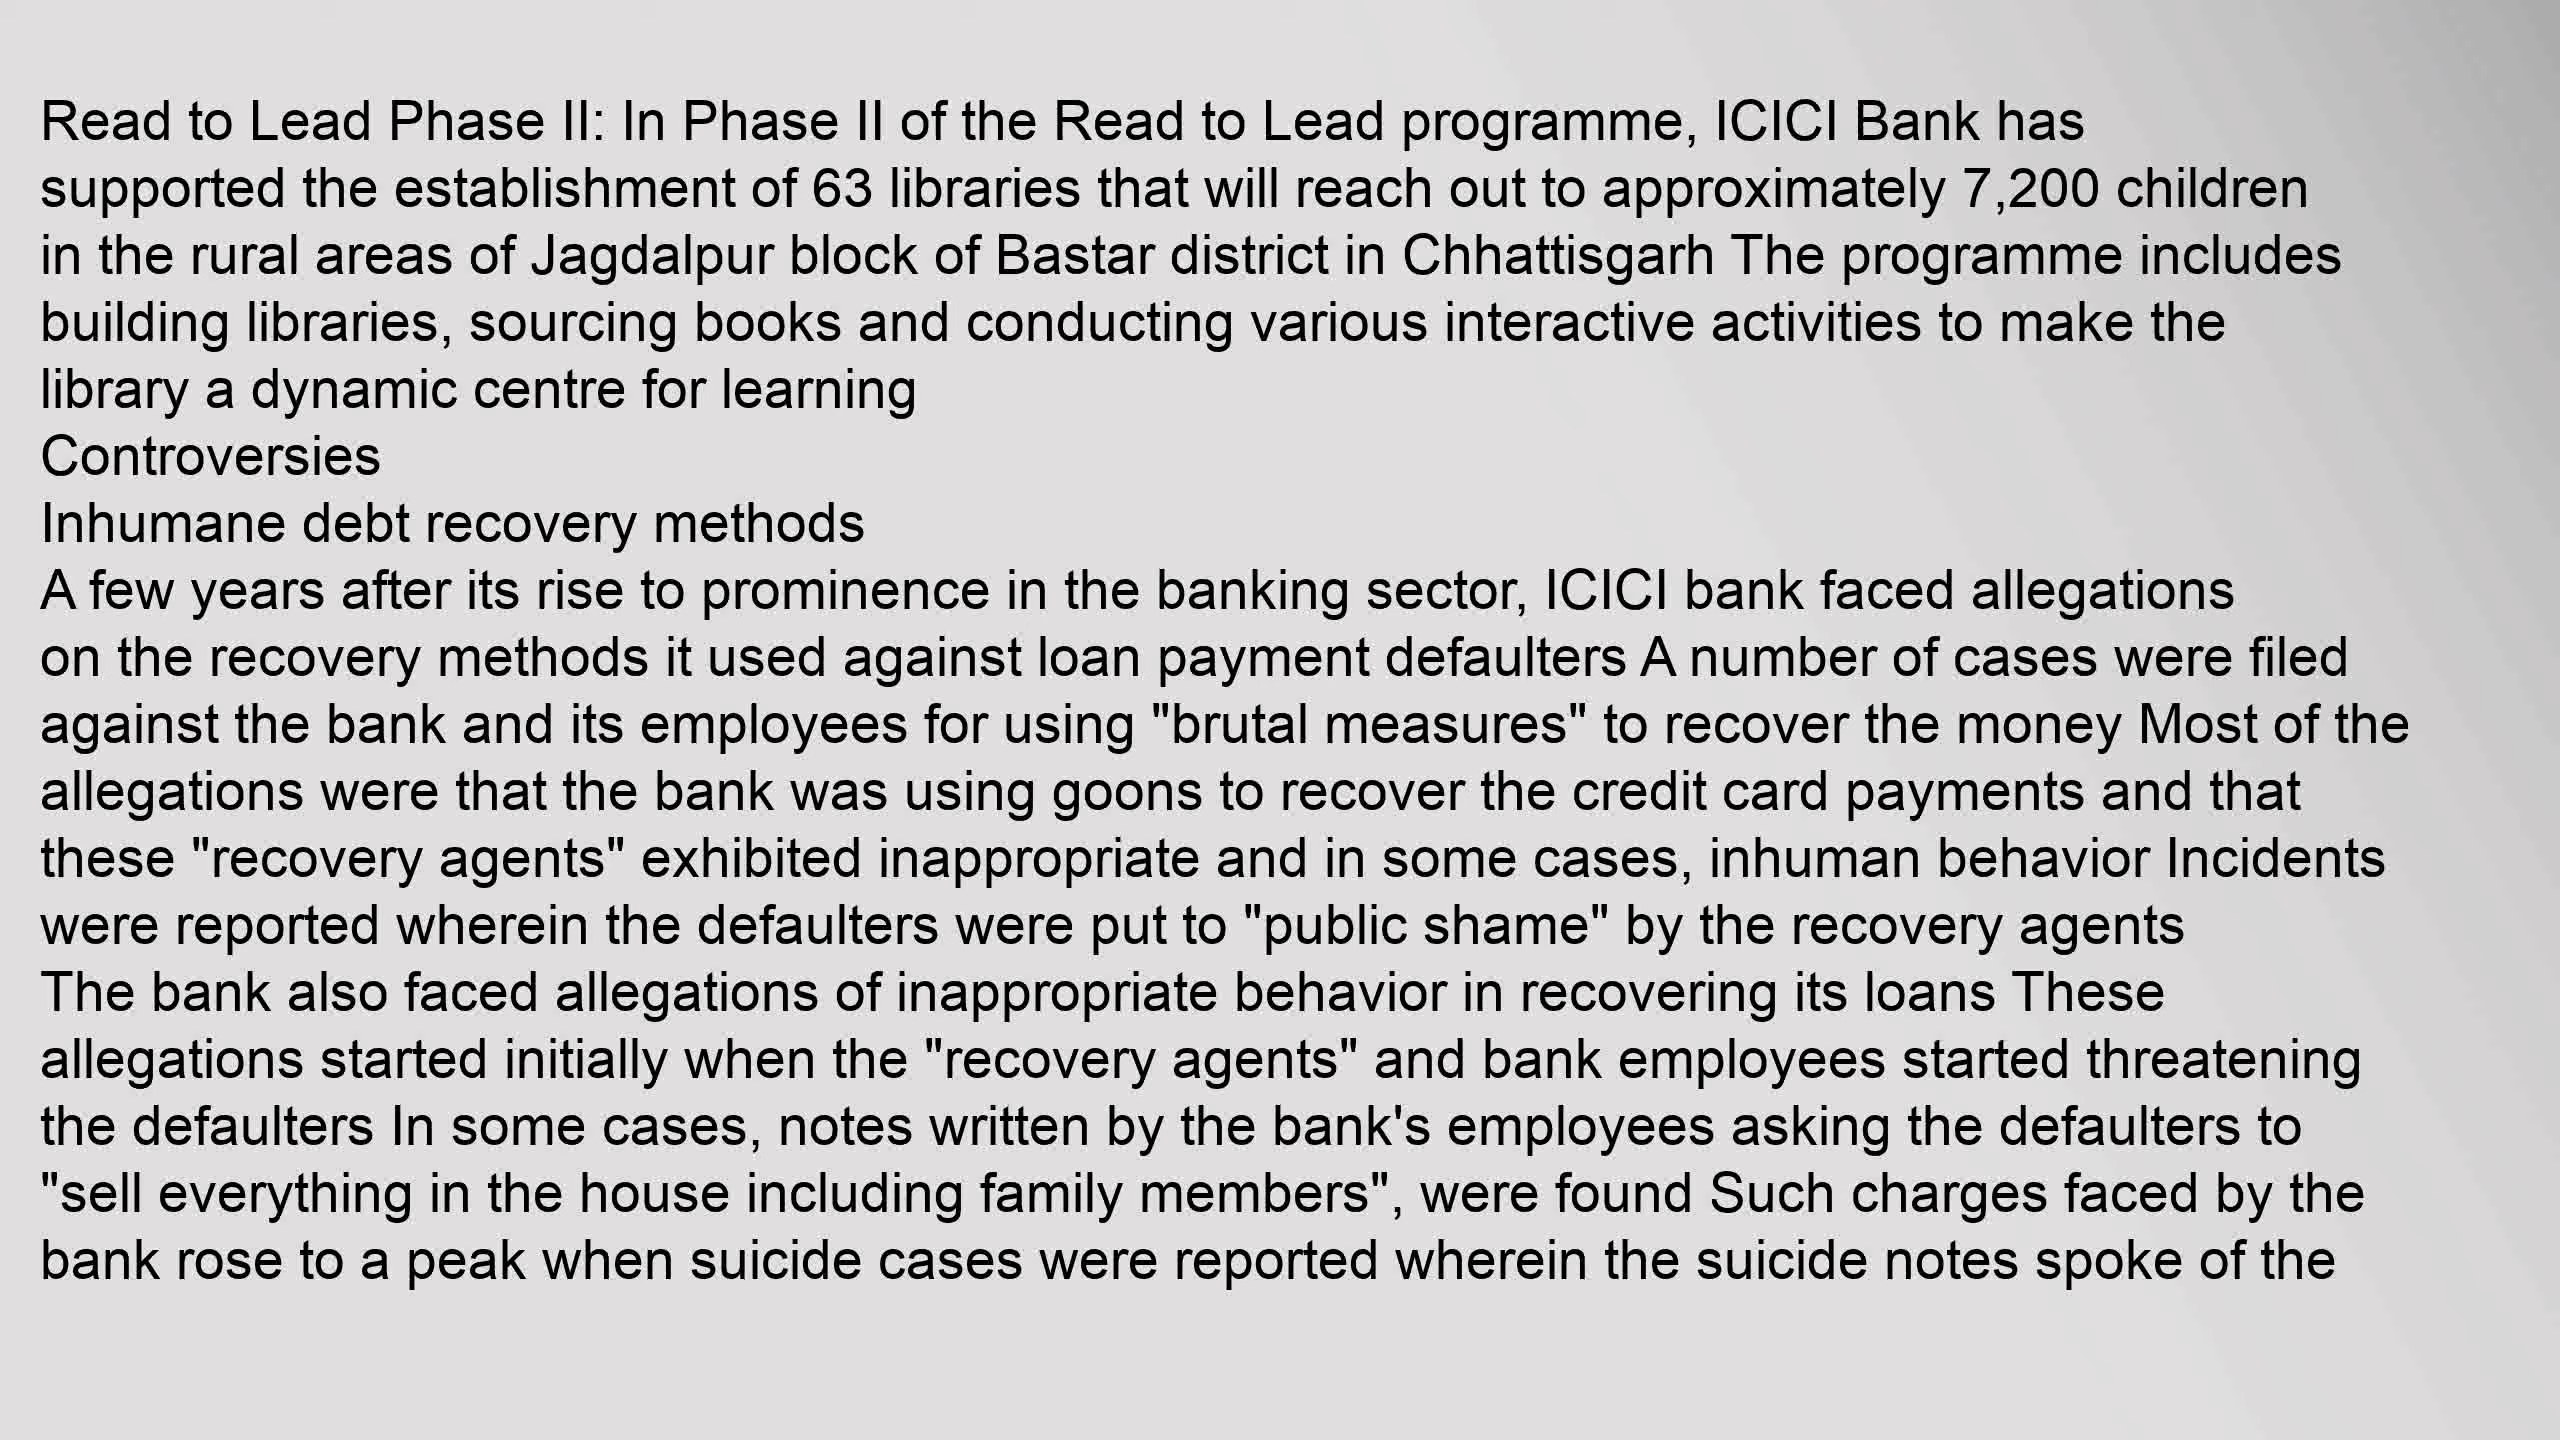 Read to Lead Phase II: In Phase II of the Read to Lead programme, ICICI Bank has
supported the establishment of 63 libraries that will reach out to approximately 7,200 children
in the rural areas of Jagdalpur block of Bastar district in Chhattisgarh The programme includes
building libraries, sourcing books and conducting various interactive activities to make the
library a dynamic centre for learning
Controversies
Inhumane debt recovery methods
A few years after its rise to prominence in the banking sector, ICICI bank faced allegations
on the recovery methods it used against loan payment defaulters A number of cases were filed
against the bank and its employees for using "brutal measures" to recover the money Most of the
allegations were that the bank was using goons to recover the credit card payments and that
these "recovery agents" exhibited inappropriate and in some cases, inhuman behavior Incidents
were reported wherein the defaulters were put to "public shame" by the recovery agents
The bank also faced allegations of inappropriate behavior in recovering its loans These
allegations started initially when the "recovery agents" and bank employees started threatening
the defaulters In some cases, notes written by the bank's employees asking the defaulters to
"sell everything in the house including family members", were found Such charges faced by the
bank rose to a peak when suicide cases were reported wherein the suicide notes spoke of the